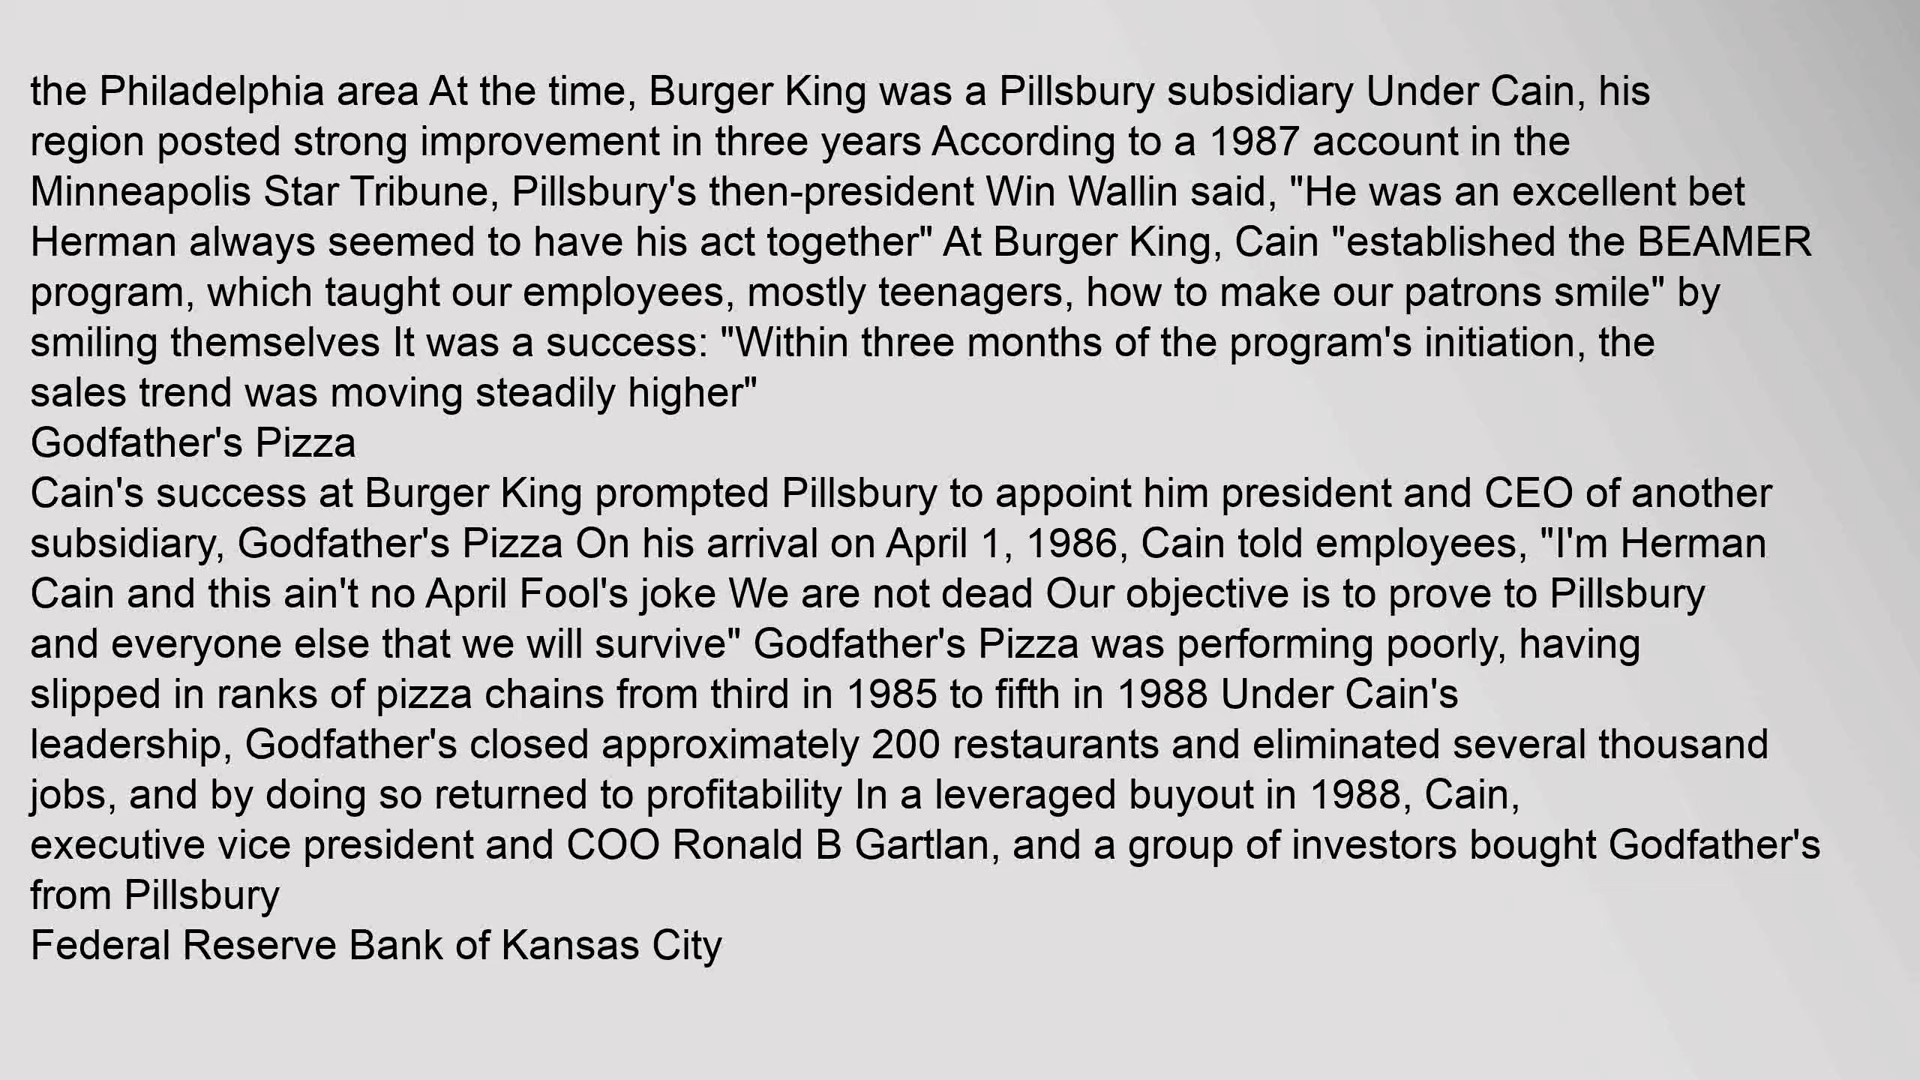 the Philadelphia area At the time, Burger King was a Pillsbury subsidiary Under Cain, his
region posted strong improvement in three years According to a 1987 account in the
Minneapolis Star Tribune, Pillsbury's then-president Win Wallin said, "He was an excellent bet
Herman always seemed to have his act together" At Burger King, Cain "established the BEAMER
program, which taught our employees, mostly teenagers, how to make our patrons smile" by
smiling themselves It was a success: "Within three months of the program's initiation, the
sales trend was moving steadily higher"
Godfather's Pizza
Cain's success at Burger King prompted Pillsbury to appoint him president and CEO of another
subsidiary, Godfather's Pizza On his arrival on April 1, 1986, Cain told employees, "I'm Herman
Cain and this ain't no April Fool's joke We are not dead Our objective is to prove to Pillsbury
and everyone else that we will survive" Godfather's Pizza was performing poorly, having
slipped in ranks of pizza chains from third in 1985 to fifth in 1988 Under Cain's
leadership, Godfather's closed approximately 200 restaurants and eliminated several thousand
jobs, and by doing so returned to profitability In a leveraged buyout in 1988, Cain,
executive vice president and COO Ronald B Gartlan, and a group of investors bought Godfather's
from Pillsbury
Federal Reserve Bank of Kansas City